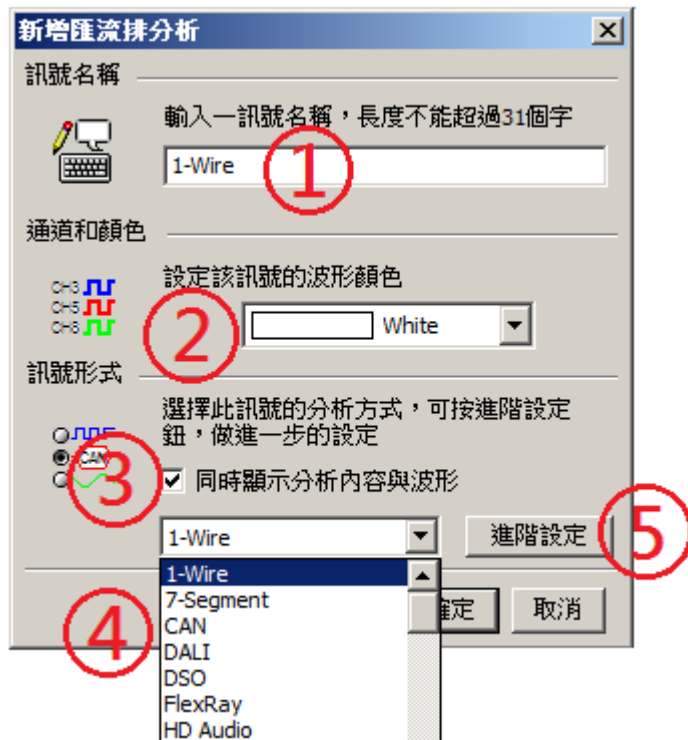 新增匯流排分析
訊號名稱
輸入一訊號名稱，長度不能超過31個字
1-Wire
1
通道和顏色
設定該訊號的波形顏色
CH3
CH5
CH8
2
White
訊號形式
選擇此訊號的分析方式，可按進階設定
鈕，做進一步的設定
CAN
3
同時顯示分析內容與波形
1-Wire
進階設定
5
1-Wire
7-Segment
CAN
DALI
DSO
FlexRay
HD Audio
4
確定
取消